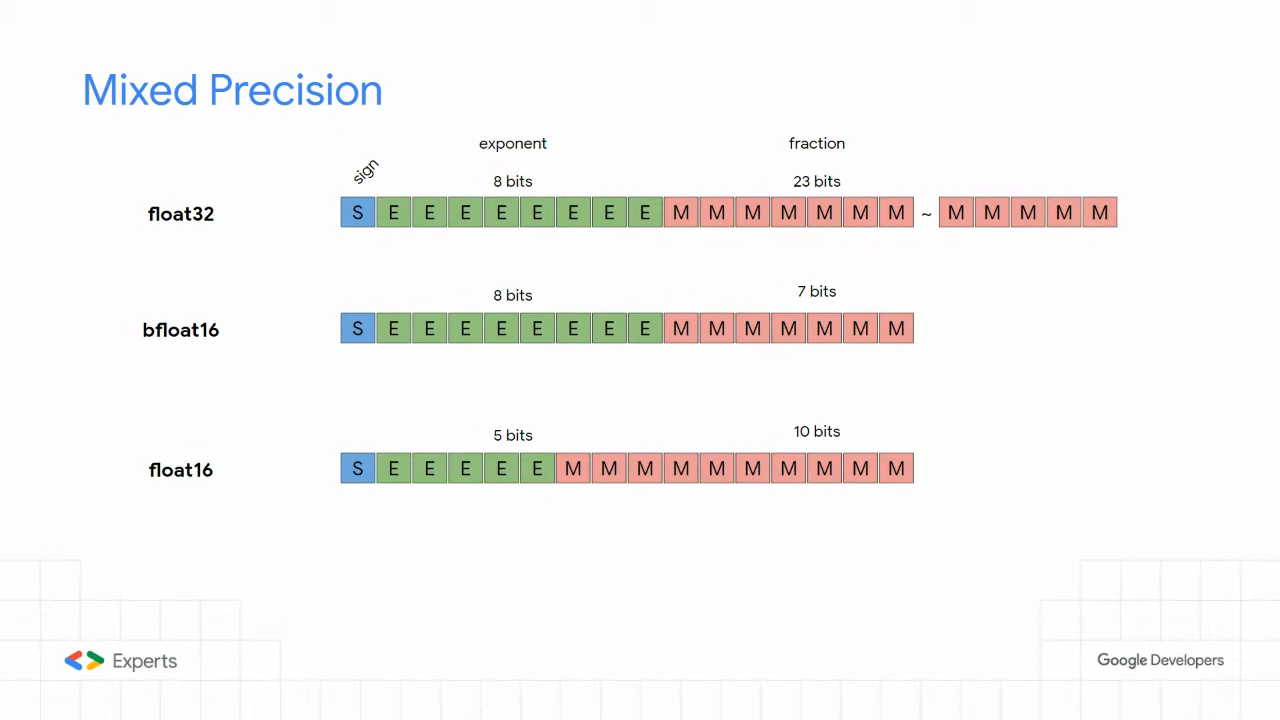 Mixed Precision
exponent fraction
sign
8 bits 23 bits
float32 S E E E E E E E E M M M M M M M ~ M M M M M
8 bits 7 bits
bfloat16 S E E E E E E E E M M M M M M M
5 bits 10 bits
float16 S E E E E E M M M M M M M M M M
Experts
Google Developers